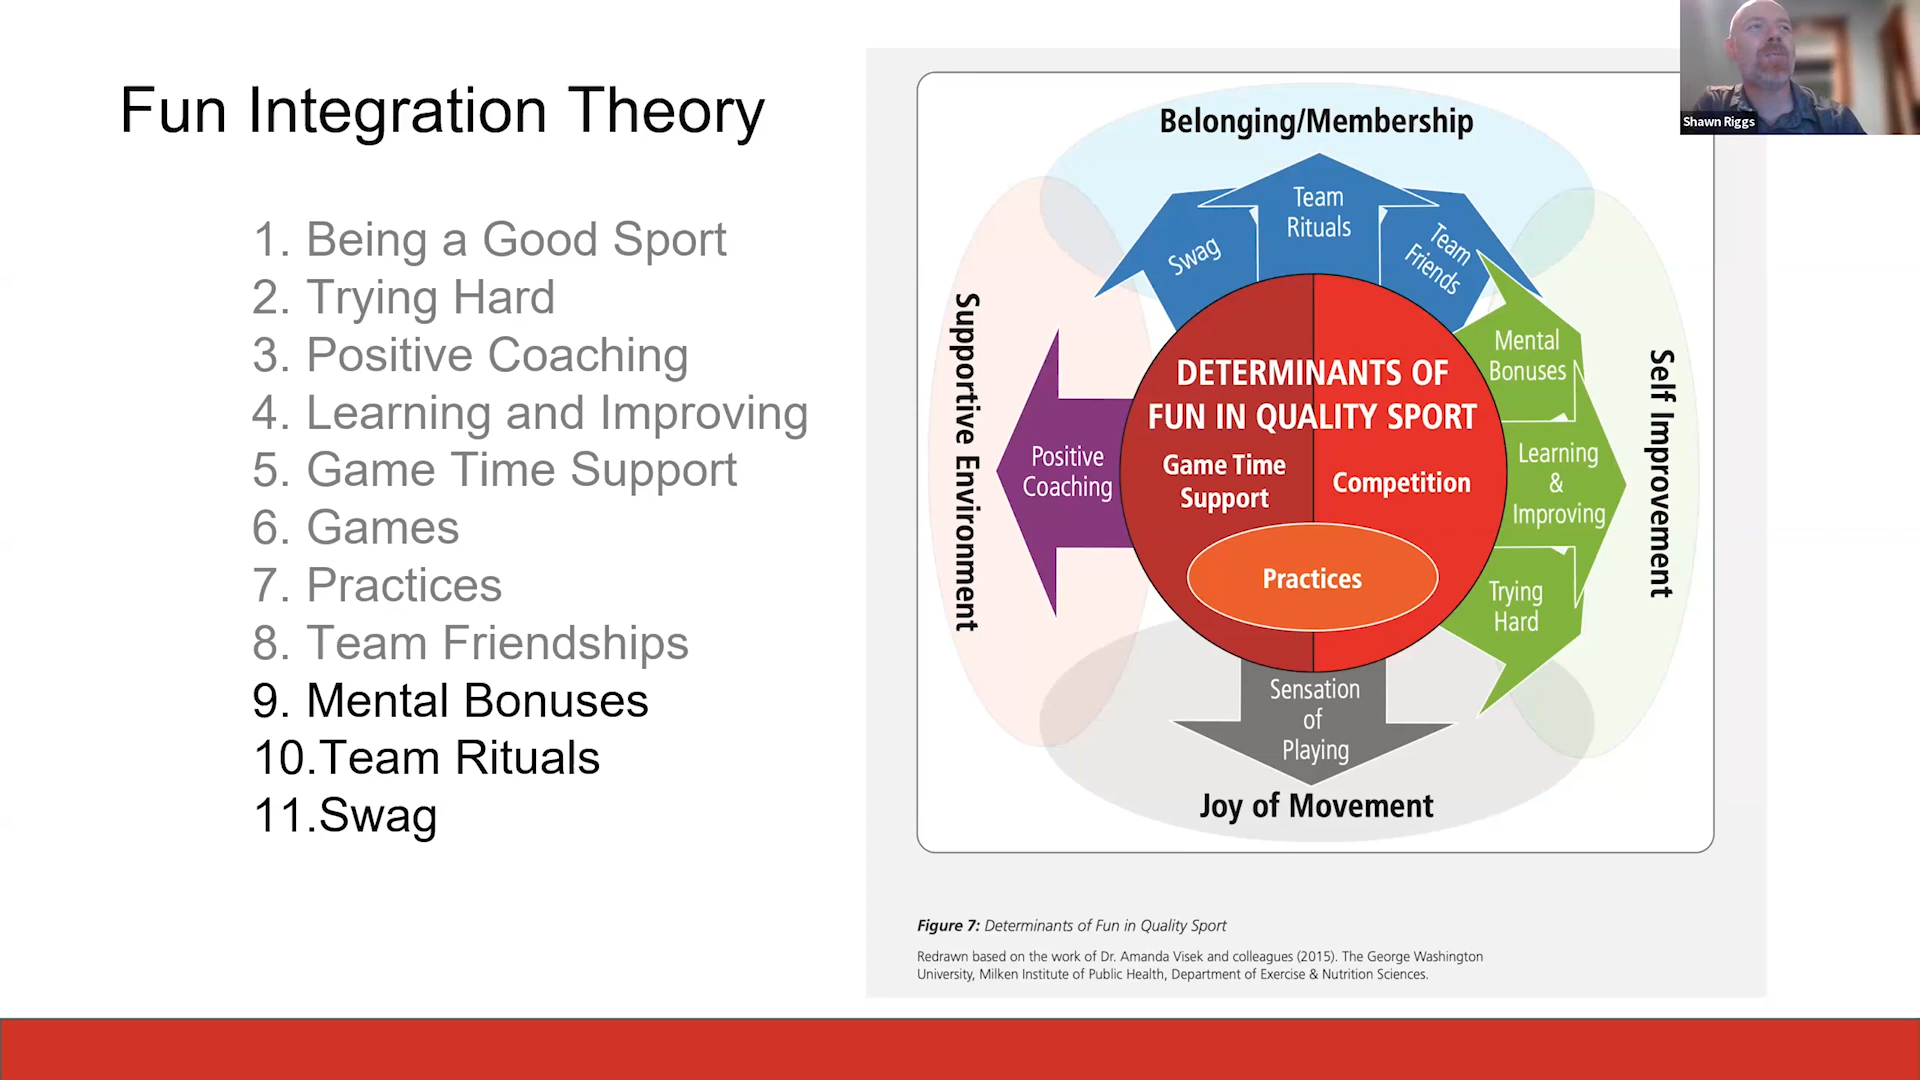 Fun Integration Theory
1. Being a Good Sport
2. Trying Hard
3. Positive Coaching
4. Learning and Improving
5. Game Time Support
6. Games
7. Practices
8. Team Friendships
9. Mental Bonuses
10.Team Rituals
11.Swag
Belonging/Membership
Swag
Team
Rituals
Team
Friends
Supportive Environment
Positive
Coaching
DETERMINANTS OF
FUN IN QUALITY SPORT
Game Time
Support
Competition
Practices
Mental
Bonuses
Learning
&
Improving
Trying
Hard
Self Improvement
Sensation
of
Playing
Joy of Movement
Figure 7: Determinants of Fun in Quality Sport
Redrawn based on the work of Dr. Amanda Visek and colleagues (2015). The George Washington
University, Milken Institute of Public Health, Department of Exercise & Nutrition Sciences.
Shawn Riggs